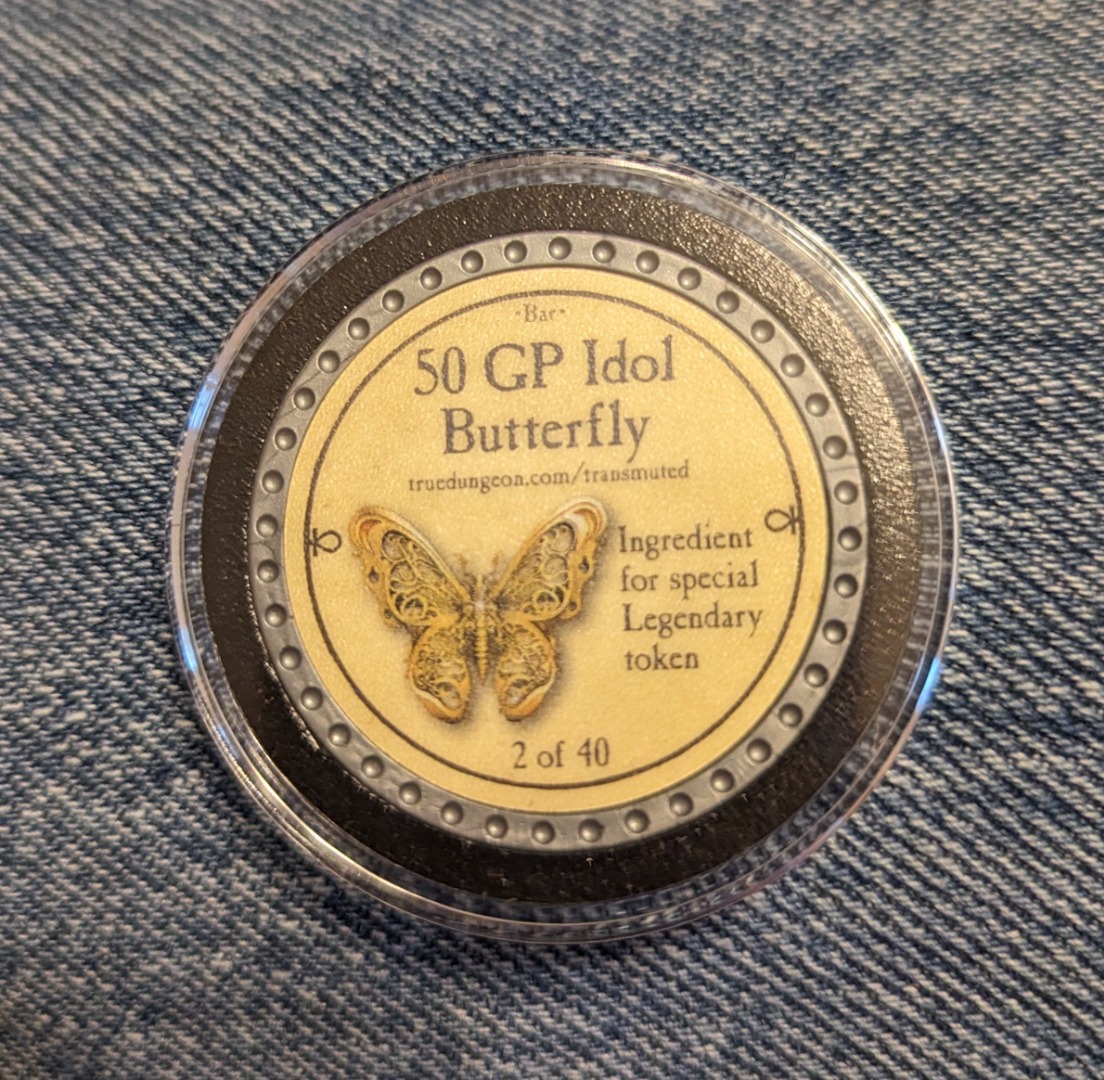 ·Bar·
50 GP Idol
Butterfly
truedungeon.com/transmuted
Ingredient
for special
Legendary
token
2 of 40